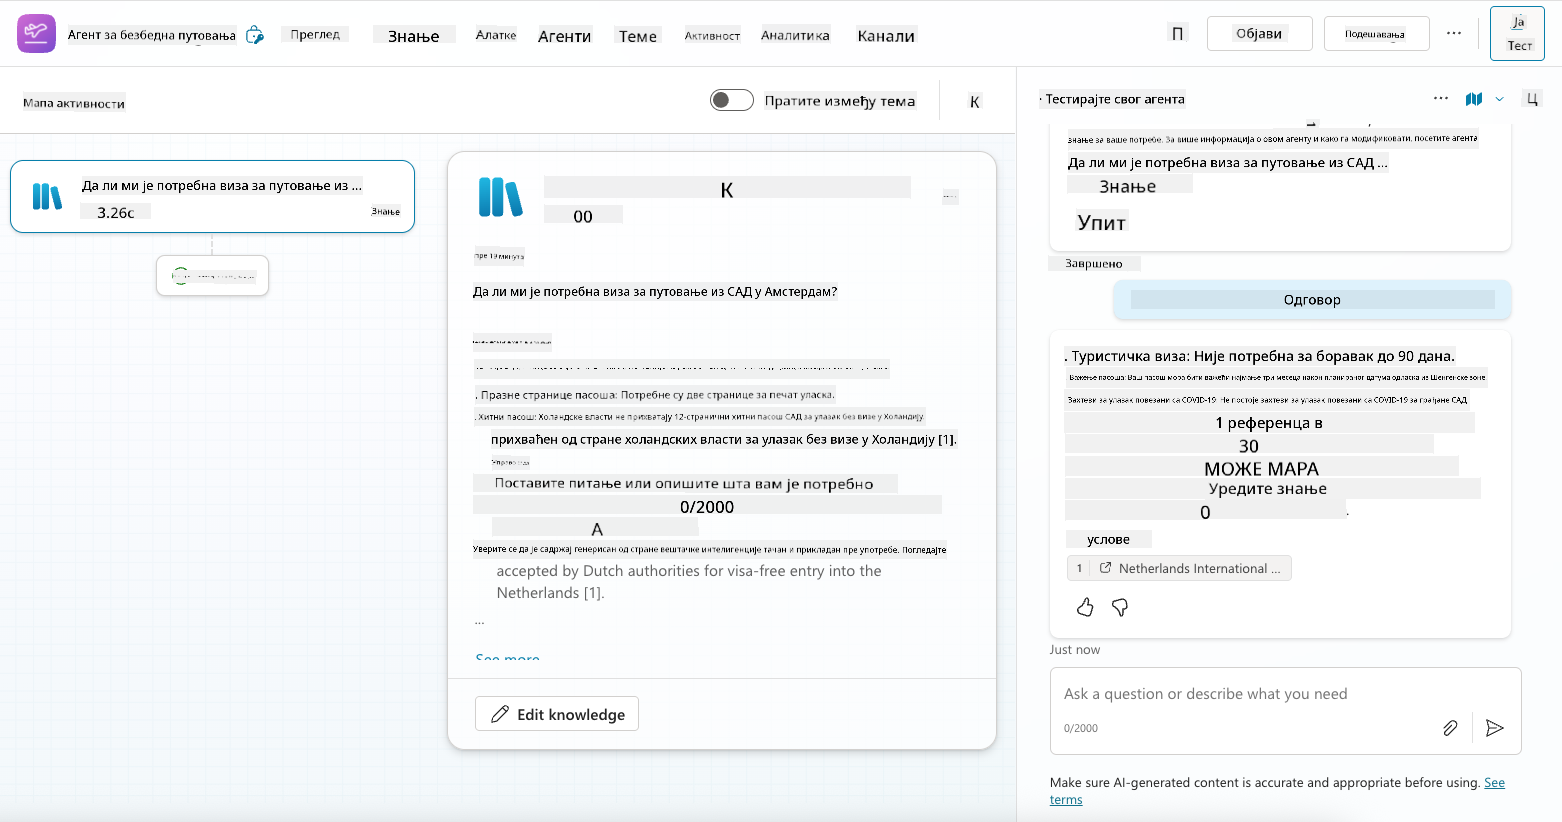 Агент за безбедна путовања
Преглед
Знање
Алатке
Агенти
Теме
Активност
Аналитика
Канали
П
Објави
Подешавања
...
Ја
Тест
Мапа активности
Пратите између тема
К
Да ли ми је потребна виза за путовање из ...
3.26с
Знање
К
00
пре 19 минута
Да ли ми је потребна виза за путовање из САД у Амстердам?
. Празне странице пасоша: Потребне су две странице за печат уласка.
. Хитни пасош: Холандске власти не прихватају 12-странични хитни пасош САД за улазак без визе у Холандију.
прихваћен од стране холандских власти за улазак без визе у Холандију [1].
Управо сада
Поставите питање или опишите шта вам је потребно
0/2000
А
Уверите се да је садржај генерисан од стране вештачке интелигенције тачан и прикладан пре употребе. Погледајте
accepted by Dutch authorities for visa-free entry into the
Netherlands [1].
...
See more
Edit knowledge
· Тестирајте свог агента
...
Ц
знање за ваше потребе. За више информација о овом агенту и како га модификовати, посетите агента
Да ли ми је потребна виза за путовање из САД ...
Знање
Упит
Завршено
Одговор
. Туристичка виза: Није потребна за боравак до 90 дана.
Важење пасоша: Ваш пасош мора бити важећи најмање три месеца након планираног датума одласка из Шенгенске зоне
Захтеви за улазак повезани са COVID-19: Не постоје захтеви за улазак повезани са COVID-19 за грађане САД
1 референца в
30
МОЖЕ МАРА
Уредите знање
0
.
услове
1 Netherlands International ...
Just now
Ask a question or describe what you need
0/2000
Make sure AI-generated content is accurate and appropriate before using. See
terms